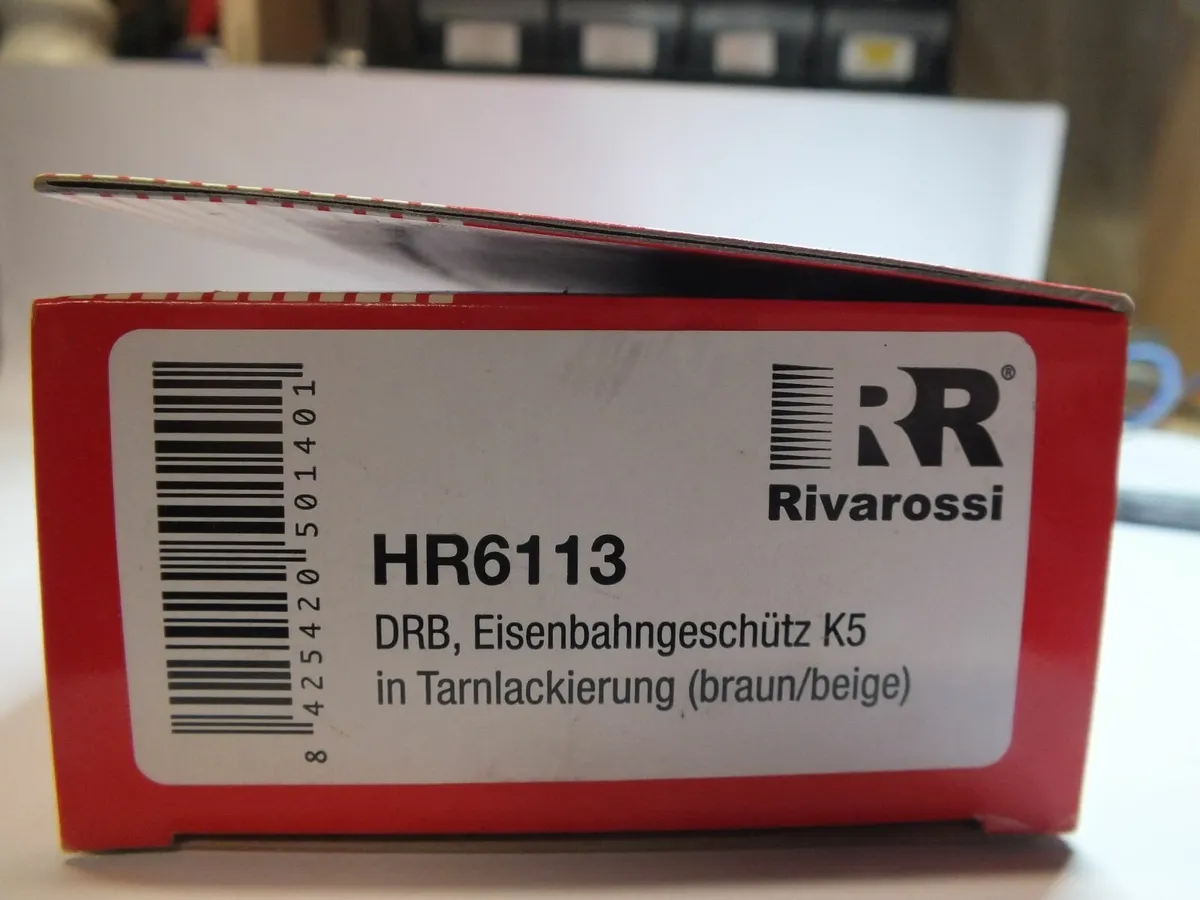 8 425420 501401
RR®
Rivarossi
HR6113
DRB, Eisenbahngeschütz K5
in Tarnlackierung (braun/beige)